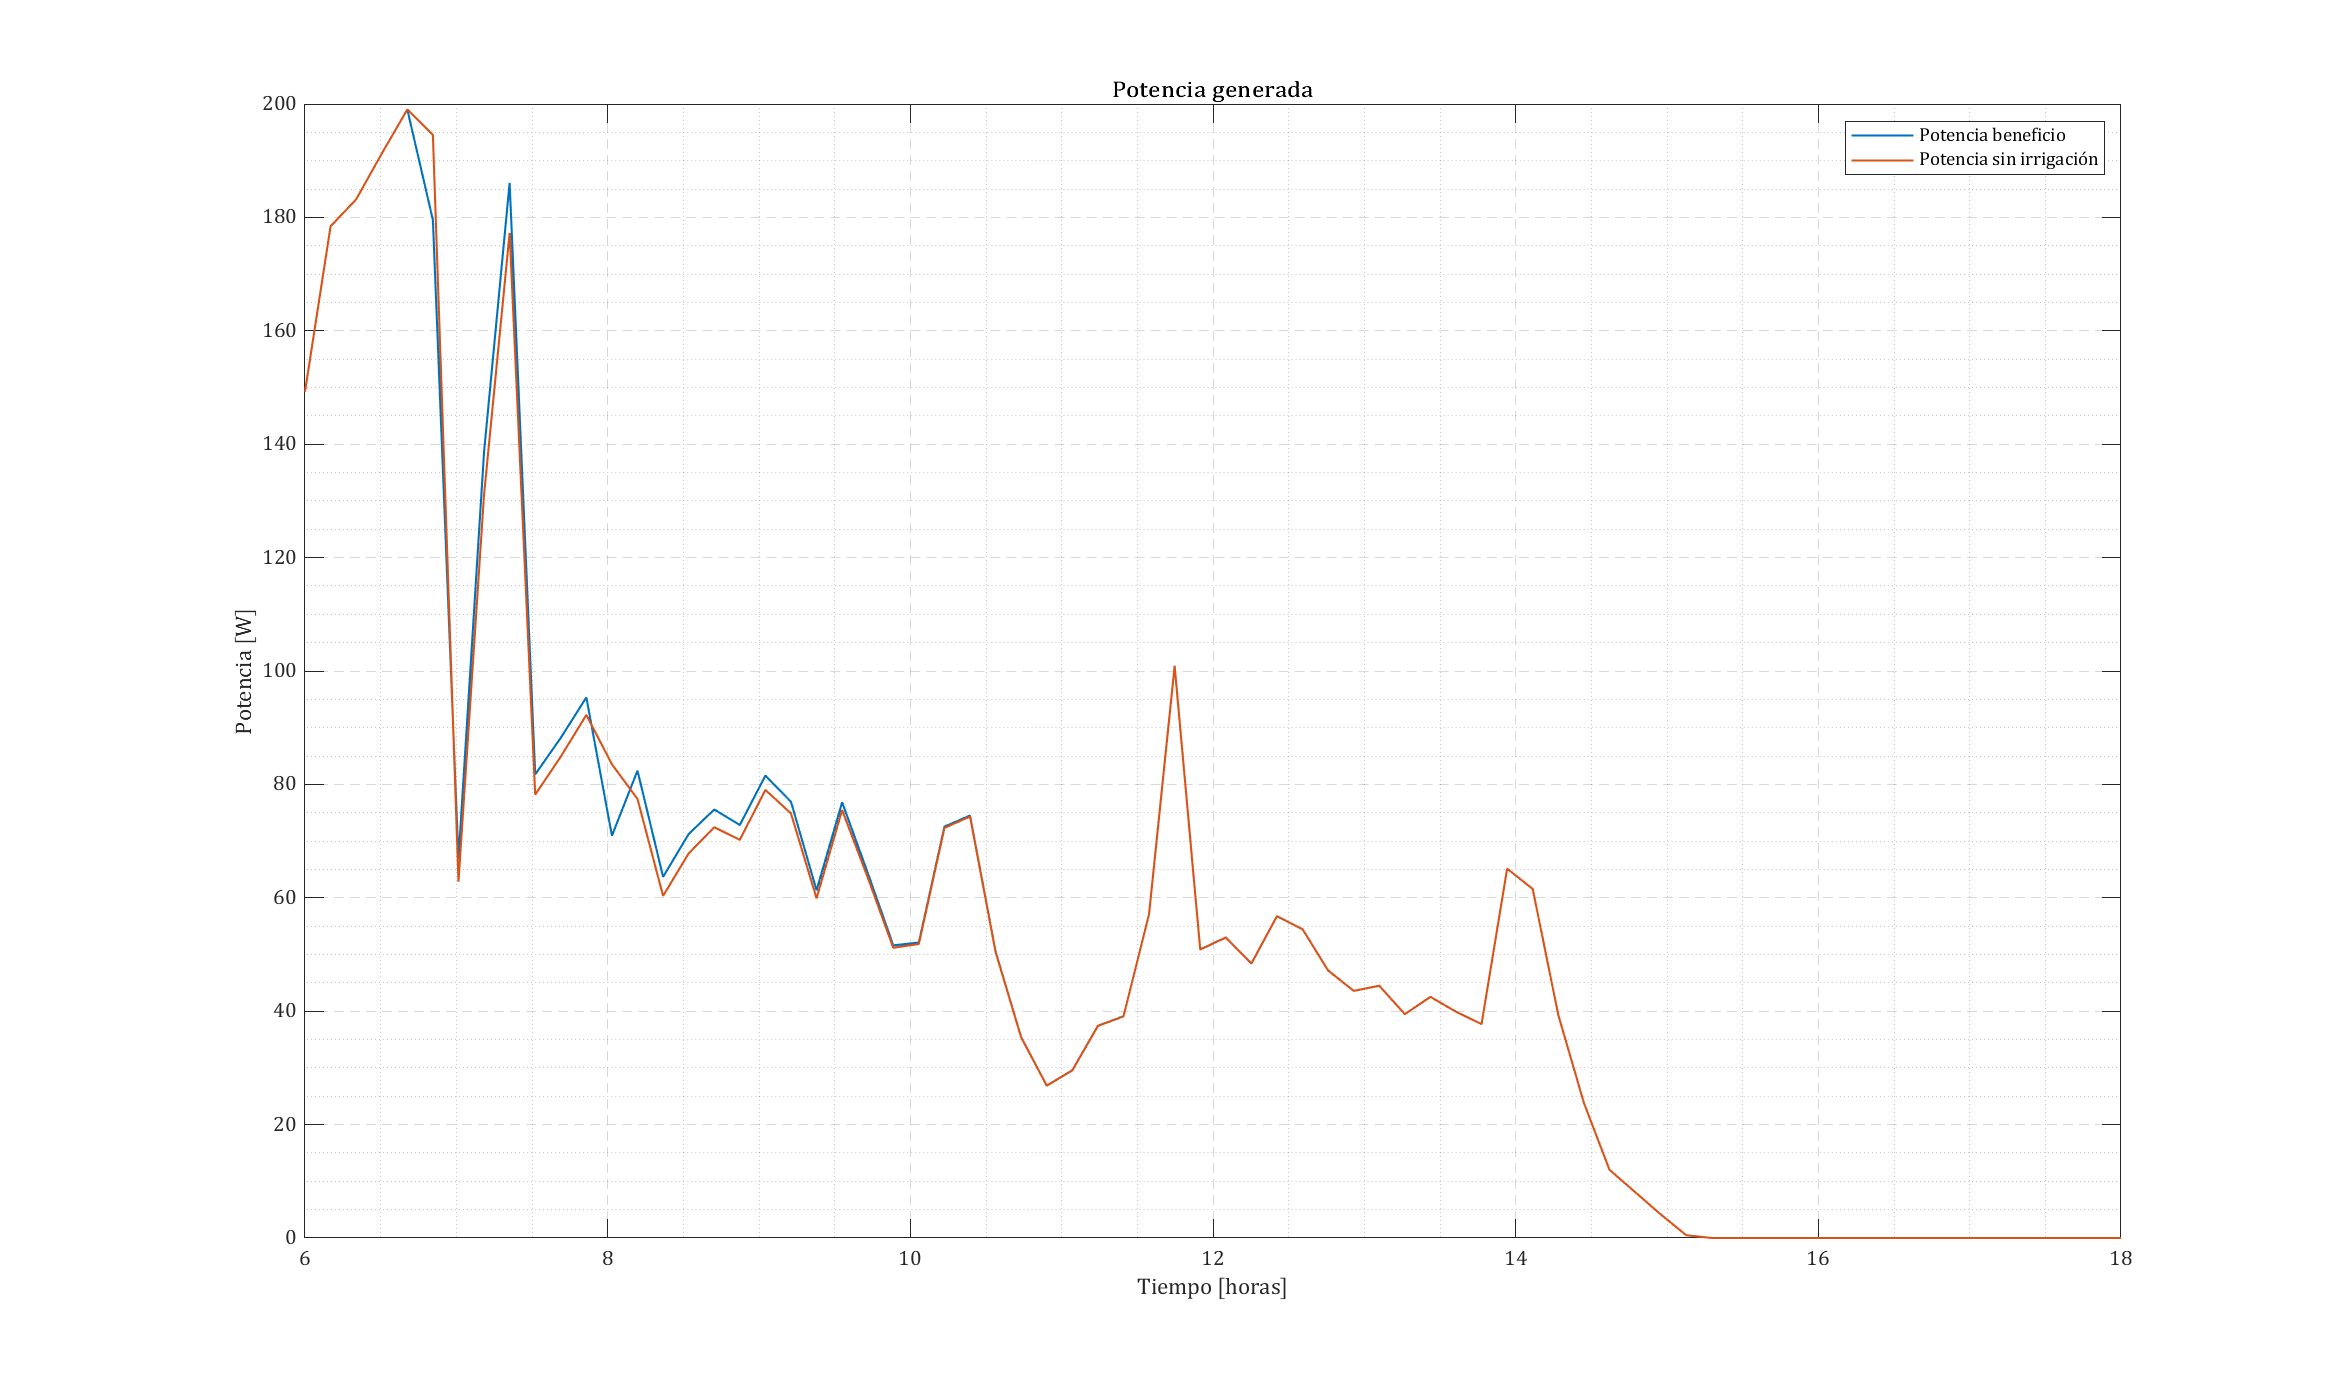 Potencia generada
Potencia beneficio
Potencia sin irrigación
200
180
160
140
120
100
80
60
40
20
0
Potencia [W]
6 8 10 12 14 16 18
Tiempo [horas]